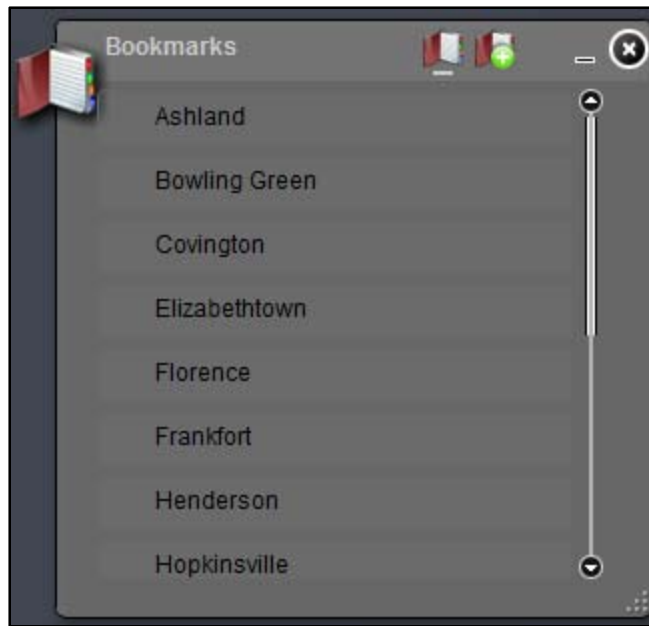 Bookmarks
Ashland
Bowling Green
Covington
Elizabethtown
Florence
Frankfort
Henderson
Hopkinsville